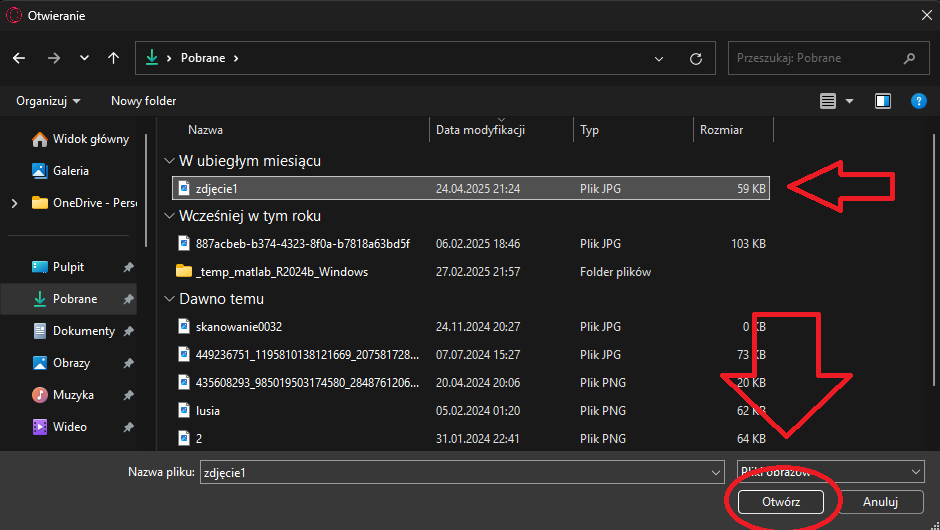 Otwieranie
Pobrane
Przeszukaj: Pobrane
Organizuj
Nowy folder
?
Nazwa
Data modyfikacji
Typ
Rozmiar
Widok główny
Galeria
OneDrive - Perso
Pulpit
Pobrane
Dokumenty
Obrazy
Muzyka
Wideo
W ubiegłym miesiącu
zdjęcie1 24.04.2025 21:24 Plik JPG 59 KB
Wcześniej w tym roku
887acbeb-b374-4323-8f0a-b7818a63bd5f 06.02.2025 18:46 Plik JPG 103 KB
_temp_matlab_R2024b_Windows 27.02.2025 21:57 Folder plików
Dawno temu
skanowanie0032 24.11.2024 20:27 Plik JPG 0 KB
449236751_1195810138121669_207581728... 07.07.2024 15:27 Plik JPG 73 KB
435608293_985019503174580_2848761206... 20.04.2024 20:06 Plik PNG 20 KB
lusia 05.02.2024 01:20 Plik PNG 62 KB
2 31.01.2024 22:41 Plik PNG 64 KB
Nazwa pliku: zdjęcie1
Pliki obrazów
Otwórz
Anuluj